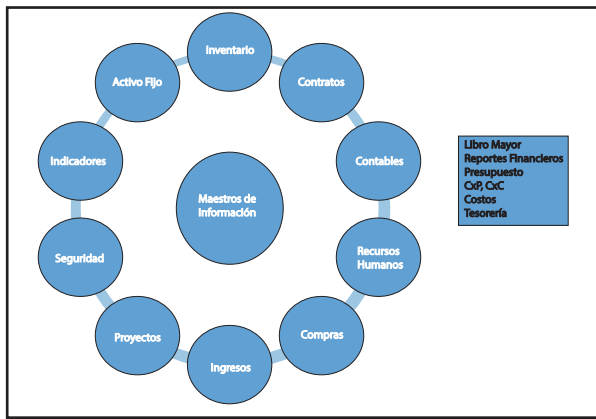 Inventario
Contratos
Contables
Recursos
Humanos
Compras
Ingresos
Proyectos
Seguridad
Indicadores
Activo Fijo
Maestros de
Información
Libro Mayor
Reportes Financieros
Presupuesto
CxP, CxC
Costos
Tesorería